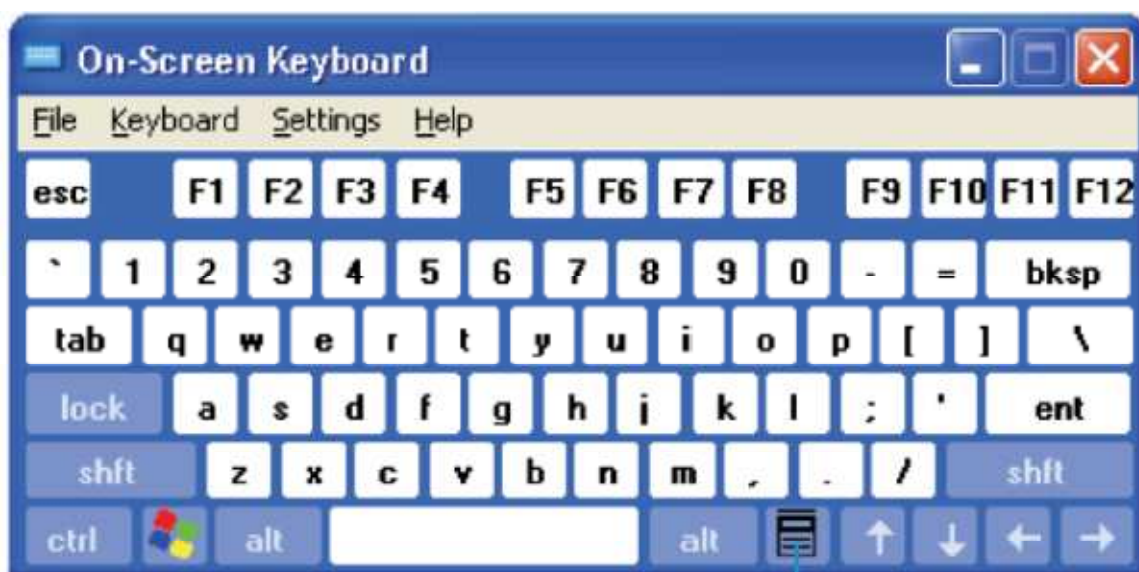 On-Screen Keyboard
File Keyboard Settings Help
esc F1 F2 F3 F4 F5 F6 F7 F8 F9 F10 F11 F12
` 1 2 3 4 5 6 7 8 9 0 - = bksp
tab q w e r t y u i o p [ ] \
lock a s d f g h j k l ; ' ent
shft z x c v b n m , . / shft
ctrl alt alt ↑ ↓ ← →